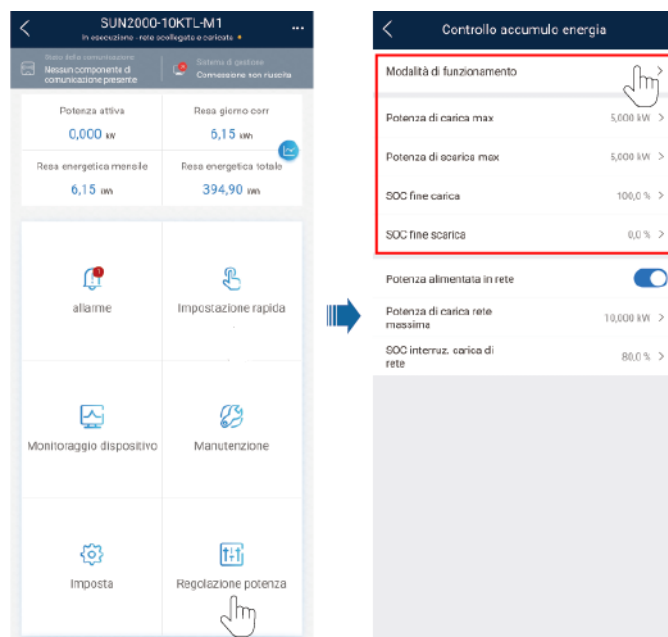 SUN2000-10KTL-M1
In esecuzione - rete scollegata e caricata
Stato della comunicazione
Nessun componente di
comunicazione presente
Sistema di gestione
Connessione non riuscita
Potenza attiva
0,000 kW
Resa giorno corr
6,15 kWh
Resa energetica mensile
6,15 kWh
Resa energetica totale
394,90 kWh
allarme
Impostazione rapida
Monitoraggio dispositivo
Manutenzione
Imposta
Regolazione potenza
Controllo accumulo energia
Modalità di funzionamento
Potenza di carica max
5,000 kW
Potenza di scarica max
5,000 kW
SOC fine carica
100,0 %
SOC fine scarica
0,0 %
Potenza alimentata in rete
Potenza di carica rete
massima
10,000 kW
SOC interruz. carica di
rete
80,0 %